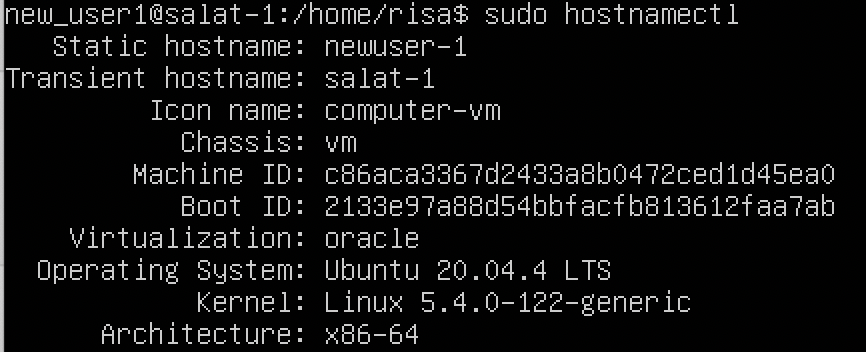 new_user1@salat-1:/home/risa$ sudo hostnamectl
Static hostname: newuser-1
Transient hostname: salat-1
Icon name: computer-vm
Chassis: vm
Machine ID: c86aca3367d2433a8b0472ced1d45ea0
Boot ID: 2133e97a88d54bbfacfb813612faa7ab
Virtualization: oracle
Operating System: Ubuntu 20.04.4 LTS
Kernel: Linux 5.4.0-122-generic
Architecture: x86-64